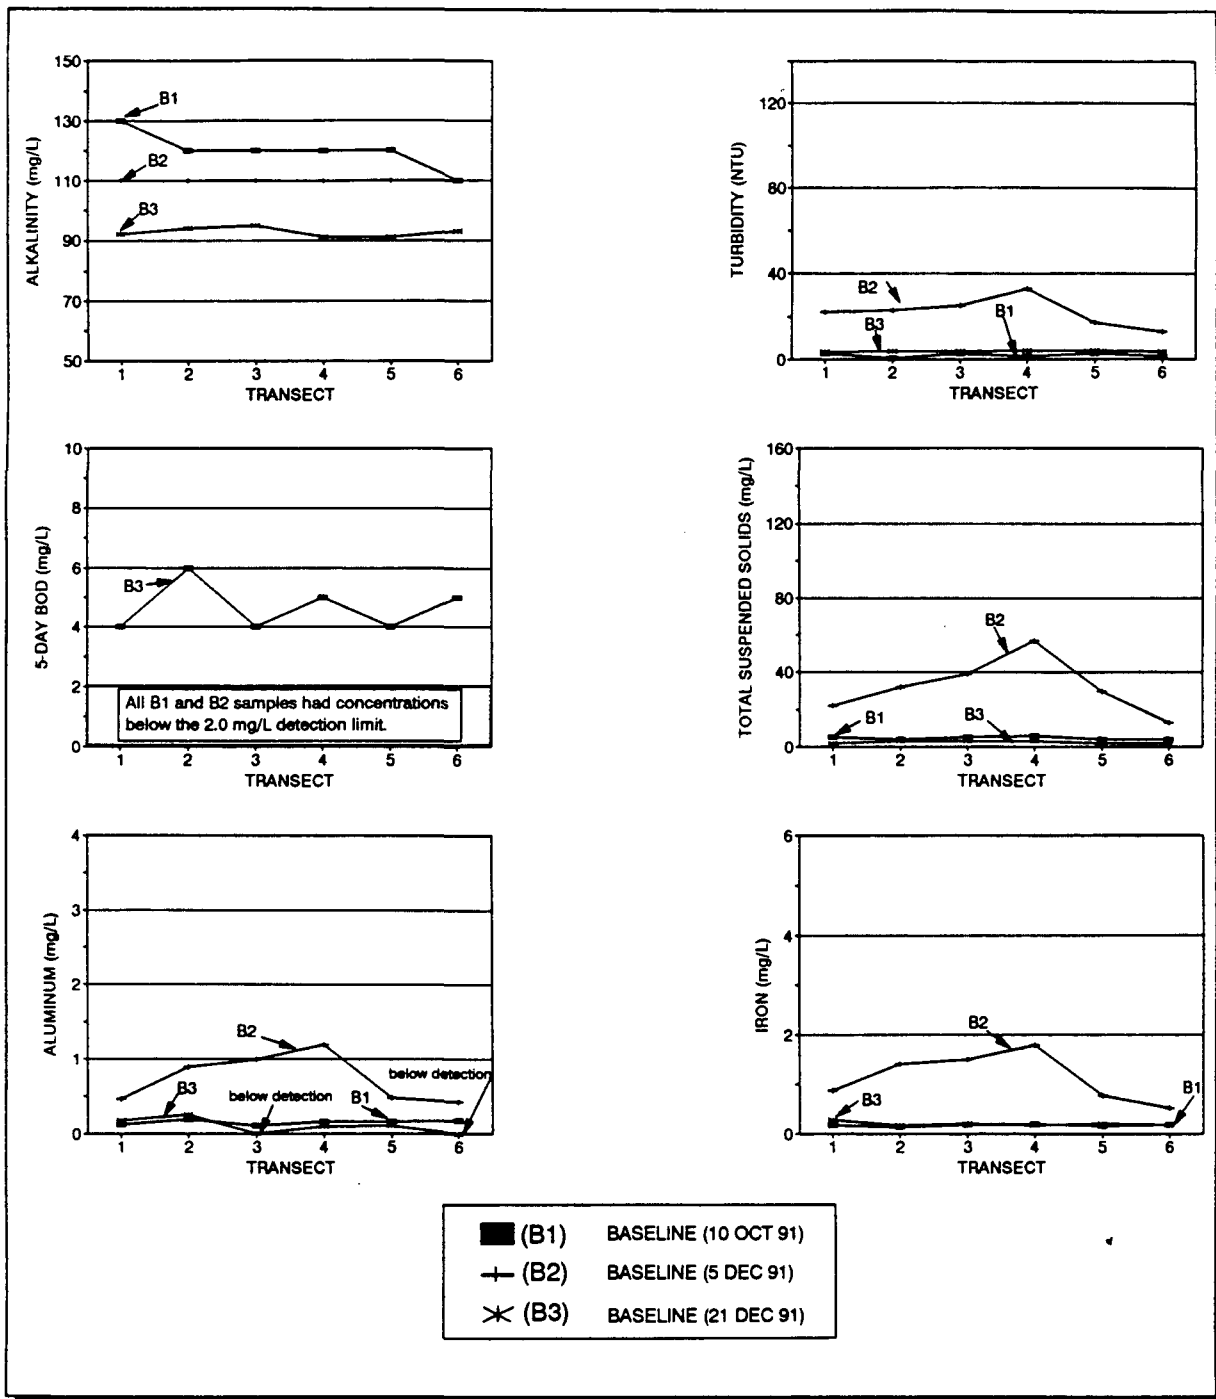 150
130
110
90
70
50
ALKALINITY (mg/L)
B1
B2
B3
1 2 3 4 5 6
TRANSECT
120
80
40
0
TURBIDITY (NTU)
B2
B3
B1
1 2 3 4 5 6
TRANSECT
10
8
6
4
2
0
5-DAY BOD (mg/L)
B3
All B1 and B2 samples had concentrations
below the 2.0 mg/L detection limit.
1 2 3 4 5 6
TRANSECT
160
120
80
40
0
TOTAL SUSPENDED SOLIDS (mg/L)
B2
B1
B3
1 2 3 4 5 6
TRANSECT
4
3
2
1
0
ALUMINUM (mg/L)
B2
below detection
B3
below detection
B1
1 2 3 4 5 6
TRANSECT
6
4
2
0
IRON (mg/L)
B2
B3
B1
1 2 3 4 5 6
TRANSECT
(B1) BASELINE (10 OCT 91)
(B2) BASELINE (5 DEC 91)
(B3) BASELINE (21 DEC 91)